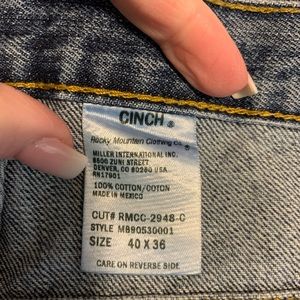 CINCH ®
Rocky Mountain Clothing Co. ®
MILLER INTERNATIONAL INC.
8500 ZUNI STREET
DENVER, CO 80260 USA
RN17901
100% COTTON/COTON
MADE IN MEXICO
CUT# RMCC-2948-C
STYLE MB90530001
SIZE 40 X 36
CARE ON REVERSE SIDE